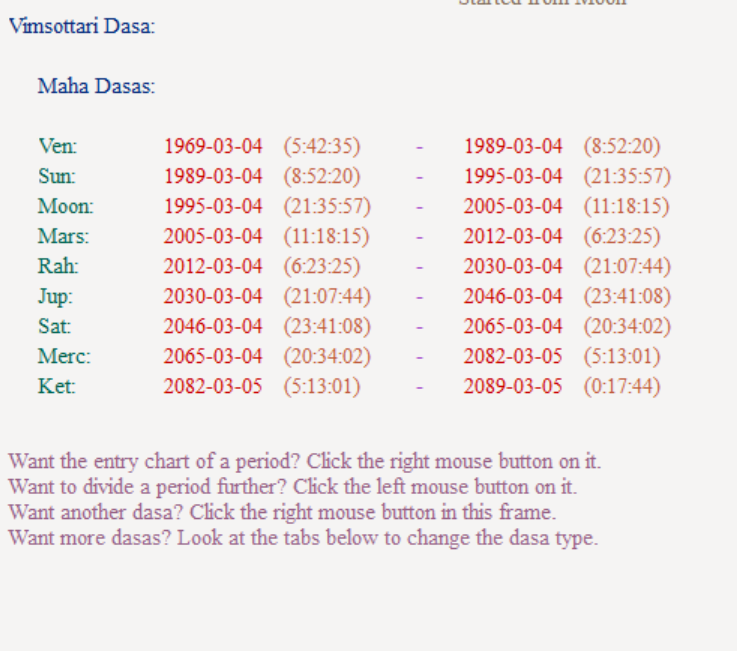 Started from Moon
Vimsottari Dasa:
Maha Dasas:
Ven: 1969-03-04 (5:42:35) - 1989-03-04 (8:52:20)
Sun: 1989-03-04 (8:52:20) - 1995-03-04 (21:35:57)
Moon: 1995-03-04 (21:35:57) - 2005-03-04 (11:18:15)
Mars: 2005-03-04 (11:18:15) - 2012-03-04 (6:23:25)
Rah: 2012-03-04 (6:23:25) - 2030-03-04 (21:07:44)
Jup: 2030-03-04 (21:07:44) - 2046-03-04 (23:41:08)
Sat: 2046-03-04 (23:41:08) - 2065-03-04 (20:34:02)
Merc: 2065-03-04 (20:34:02) - 2082-03-05 (5:13:01)
Ket: 2082-03-05 (5:13:01) - 2089-03-05 (0:17:44)
Want the entry chart of a period? Click the right mouse button on it.
Want to divide a period further? Click the left mouse button on it.
Want another dasa? Click the right mouse button in this frame.
Want more dasas? Look at the tabs below to change the dasa type.